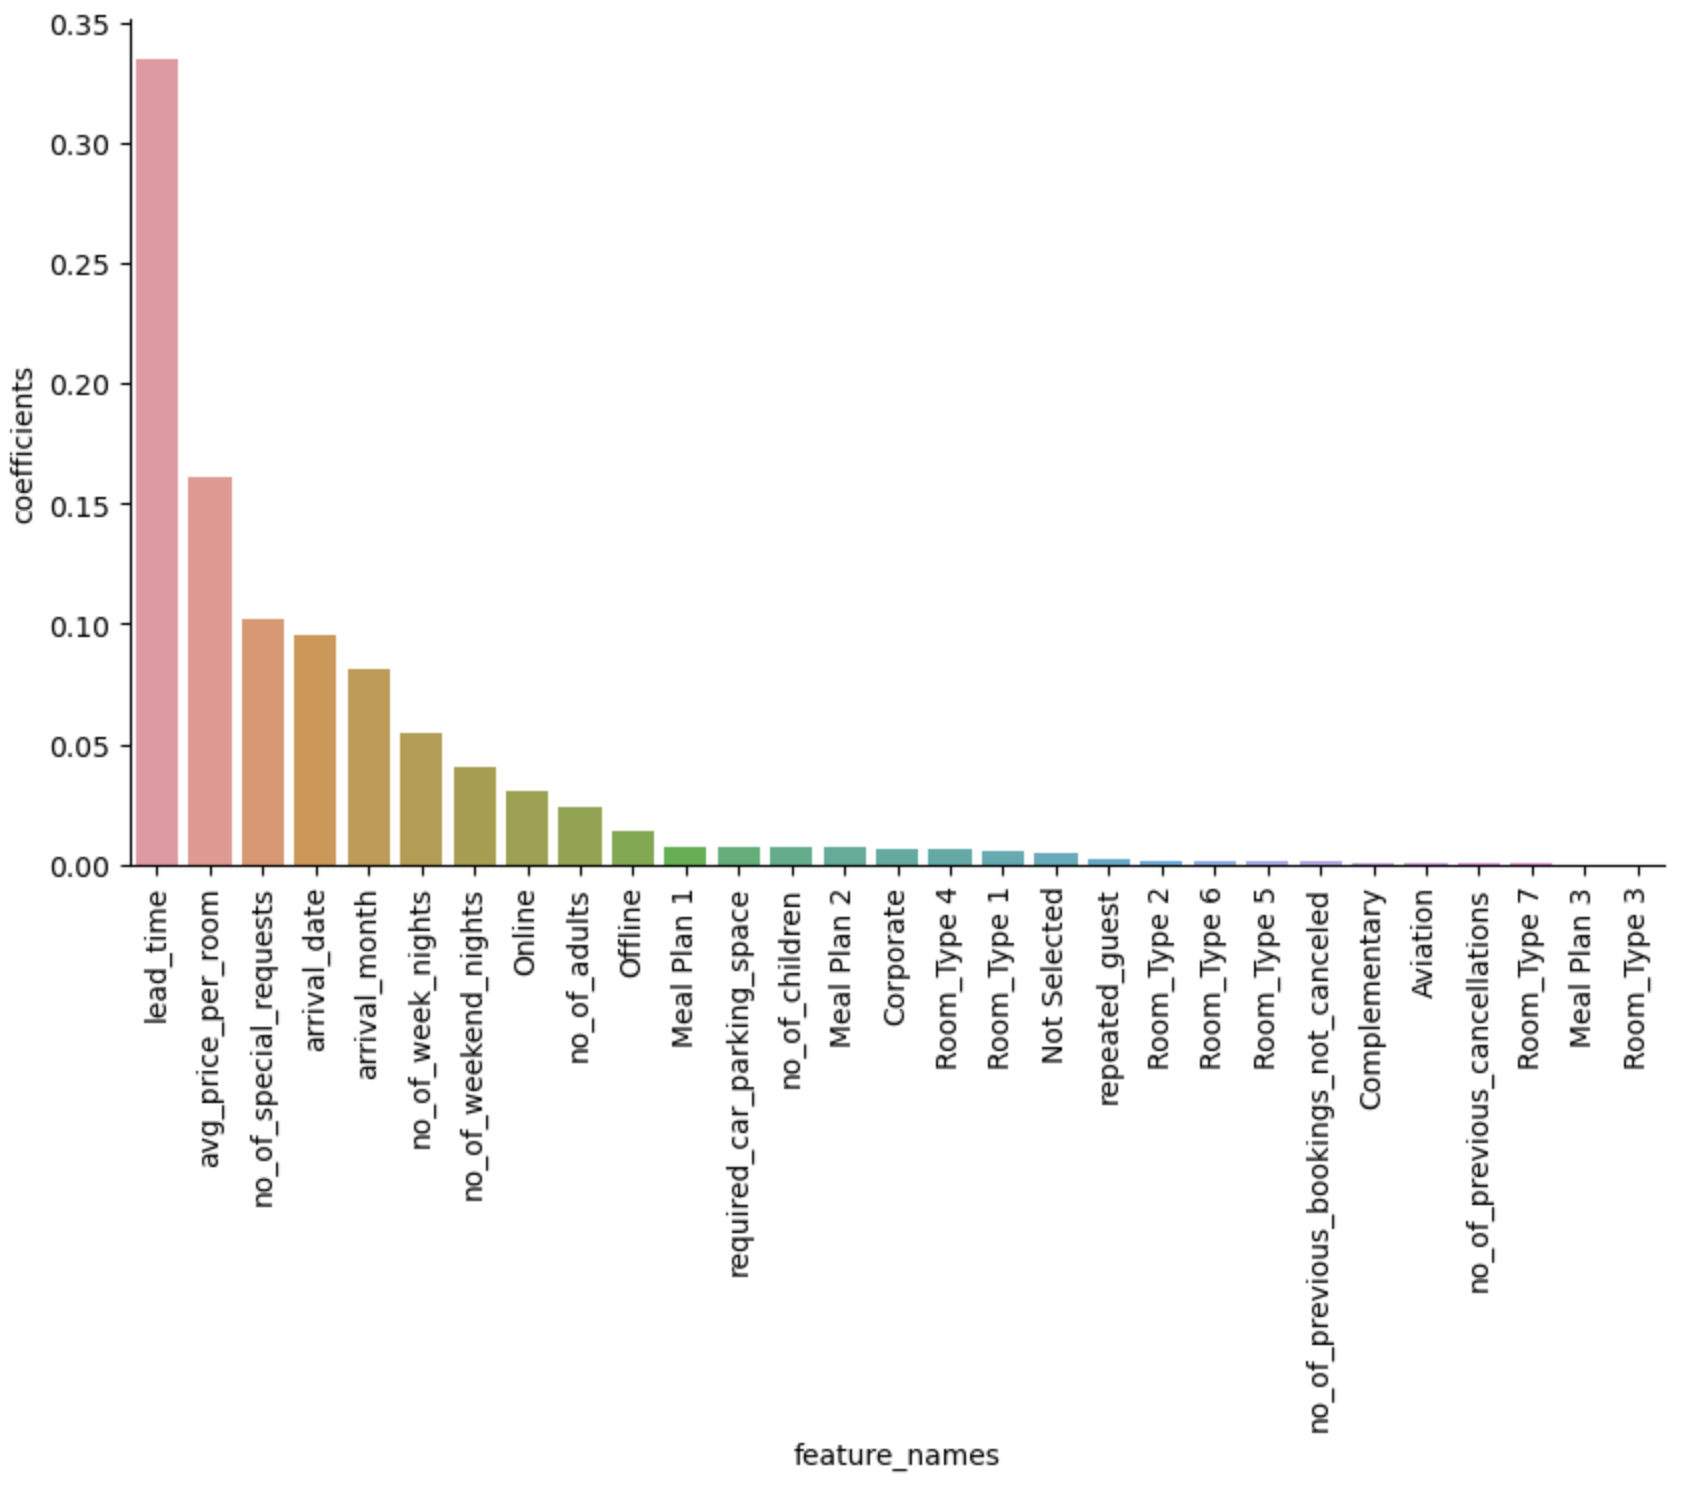 0.35
0.30
0.25
0.20
0.15
0.10
0.05
0.00
coefficients
lead_time
avg_price_per_room
no_of_special_requests
arrival_date
arrival_month
no_of_week_nights
no_of_weekend_nights
Online
no_of_adults
Offline
Meal Plan 1
required_car_parking_space
no_of_children
Meal Plan 2
Corporate
Room_Type 4
Room_Type 1
Not Selected
repeated_guest
Room_Type 2
Room_Type 6
Room_Type 5
no_of_previous_bookings_not_canceled
Complementary
Aviation
no_of_previous_cancellations
Room_Type 7
Meal Plan 3
Room_Type 3
feature_names